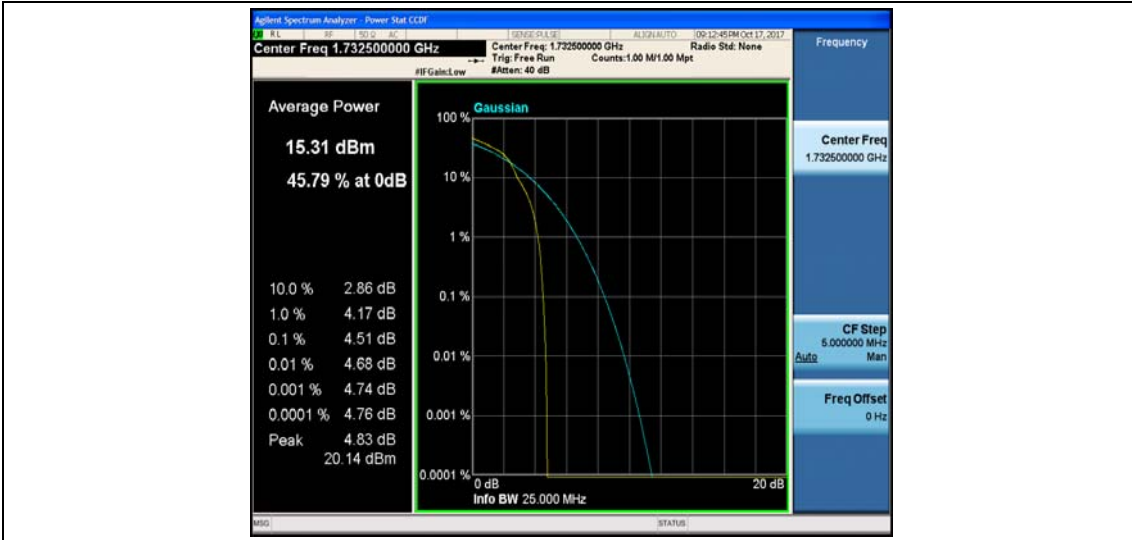 Agilent Spectrum Analyzer - Power Stat CCDF
RL RF 50 Ω AC SENSE:PULSE ALIGNAUTO 09:12:45 PM Oct 17, 2017
Center Freq 1.732500000 GHz
Center Freq: 1.732500000 GHz Radio Std: None
Trig: Free Run Counts:1.00 M/1.00 Mpt
#IFGain:Low #Atten: 40 dB
Frequency
Average Power
15.31 dBm
45.79 % at 0dB
10.0 % 2.86 dB
1.0 % 4.17 dB
0.1 % 4.51 dB
0.01 % 4.68 dB
0.001 % 4.74 dB
0.0001 % 4.76 dB
Peak 4.83 dB
20.14 dBm
Gaussian
100 %
10 %
1 %
0.1 %
0.01 %
0.001 %
0.0001 %
0 dB 20 dB
Info BW 25.000 MHz
Center Freq
1.732500000 GHz
CF Step
5.000000 MHz
Auto Man
Freq Offset
0 Hz
MSG STATUS